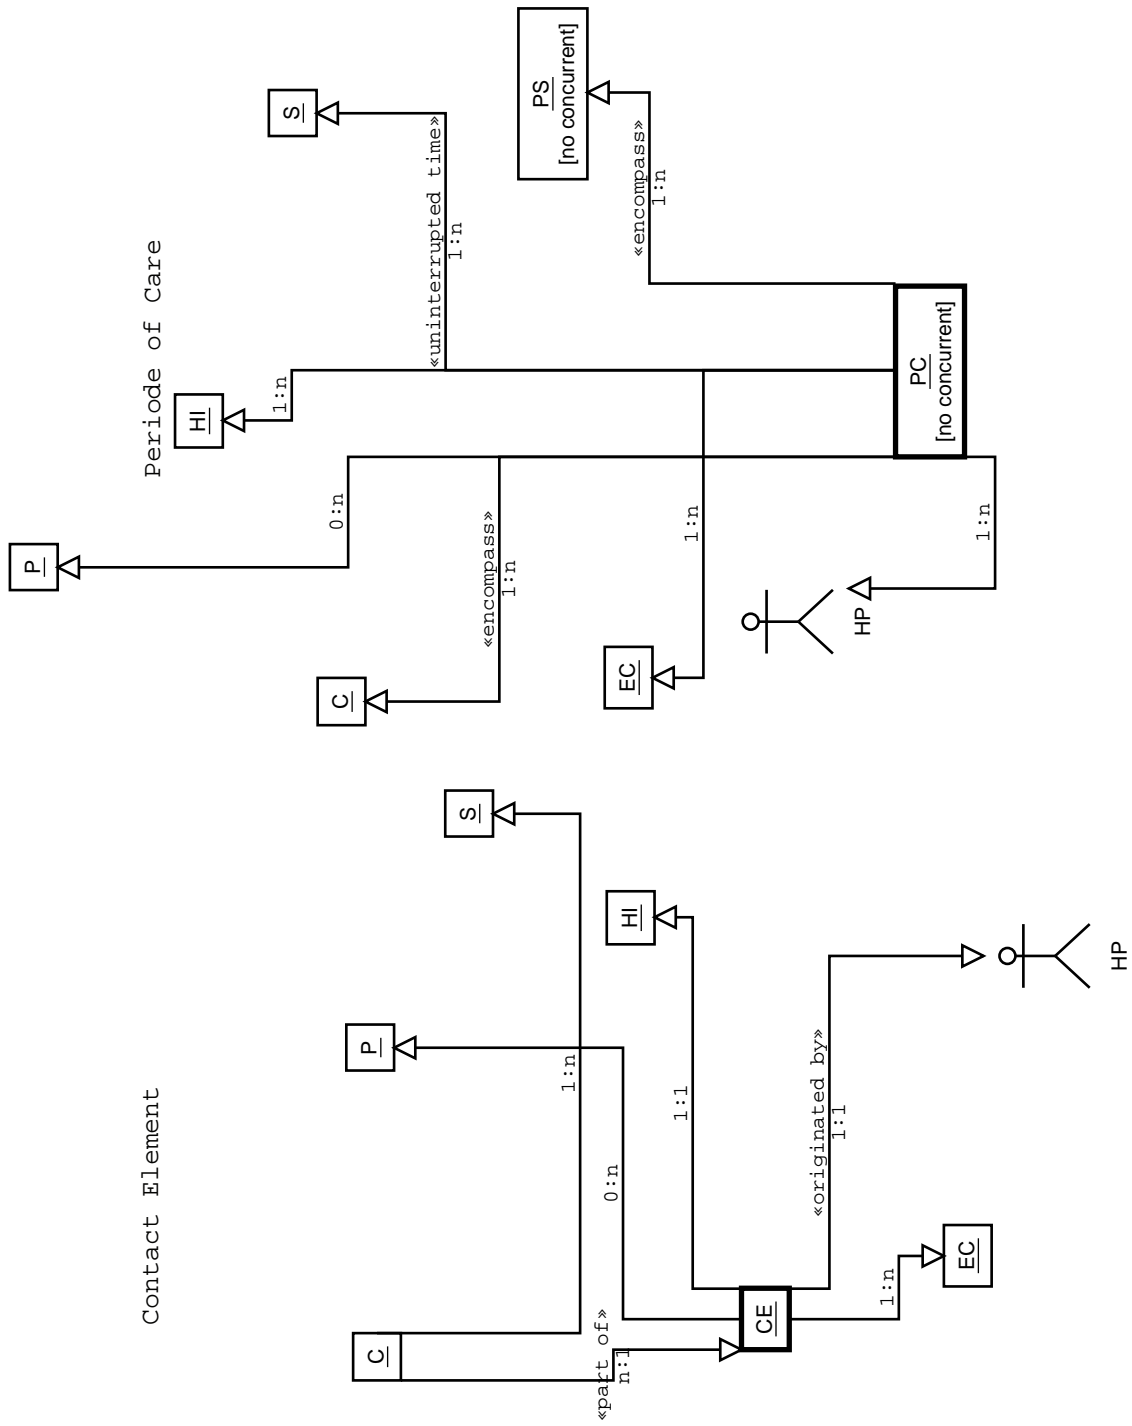 Contact Element
C
P
S
1:n
«part of»
n:1
0:n
HI
1:1
CE
«originated by»
1:1
1:n
EC
HP
Periode of Care
P
HI
1:n
S
0:n
C
«uninterrupted time»
1:n
«encompass»
1:n
PS
[no concurrent]
EC
«encompass»
1:n
1:n
HP
PC
[no concurrent]
1:n